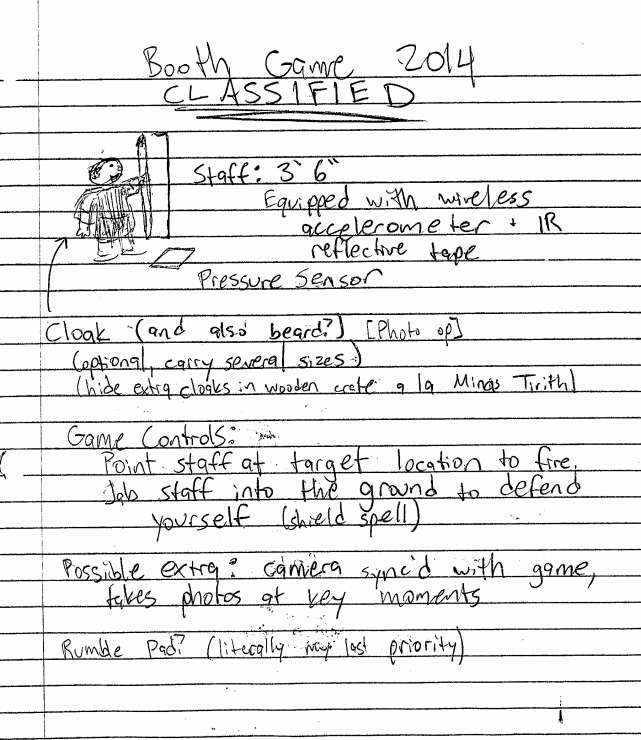 Booth Game 2014
CLASSIFIED
Staff: 3' 6"
Equipped with wireless
accelerometer + IR
reflective tape
Pressure Sensor
Cloak (and also beard?) [Photo op]
(optional, carry several sizes)
(hide extra cloaks in wooden crate a la Minas Tirith)
Game Controls:
Point staff at target location to fire,
Jab staff into the ground to defend
yourself (shield spell)
Possible extra: camera sync'd with game,
takes photos at key moments
Rumble Pad? (literally last priority)